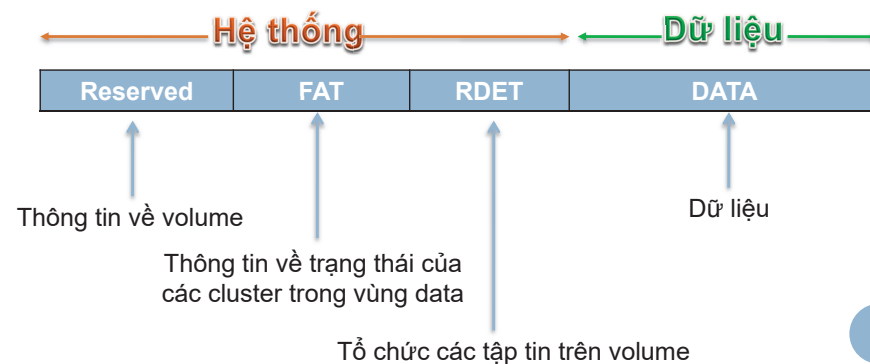 Hệ thống
Dữ liệu
Reserved FAT RDET DATA
Thông tin về volume
Dữ liệu
Thông tin về trạng thái của
các cluster trong vùng data
Tổ chức các tập tin trên volume